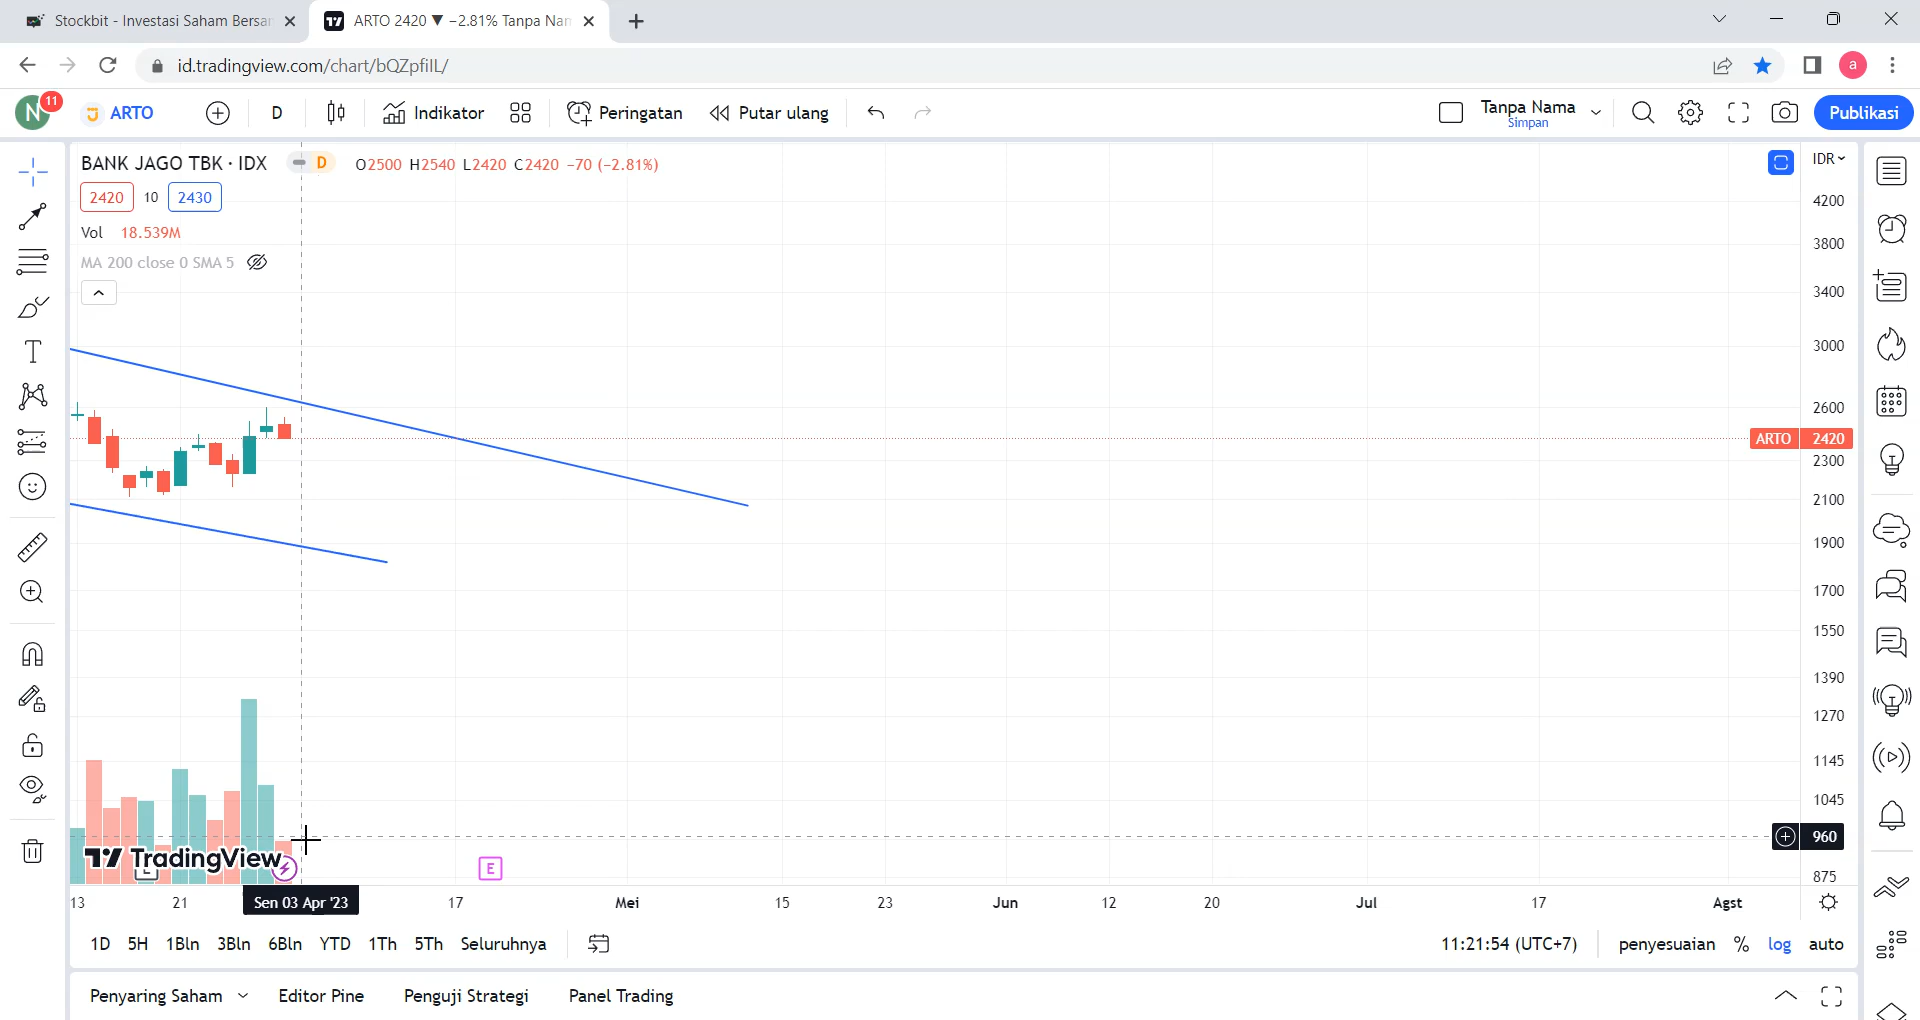 Stockbit - Investasi Saham Bersar
ARTO 2420 ▼ −2.81% Tanpa Nam
id.tradingview.com/chart/bQZpfiIL/
a
N
11
ARTO
D
Indikator
Peringatan
Putar ulang
Tanpa Nama
Simpan
Publikasi
BANK JAGO TBK · IDX
D
O2500 H2540 L2420 C2420 −70 (−2.81%)
IDR
2420
10
2430
Vol 18.539M
MA 200 close 0 SMA 5
4200
3800
3400
3000
2600
ARTO 2420
2300
2100
1900
1700
1550
1390
1270
1145
1045
960
875
TradingView
E
E
13
21
Sen 03 Apr '23
17
Mei
15
23
Jun
12
20
Jul
17
Agst
1D 5H 1Bln 3Bln 6Bln YTD 1Th 5Th Seluruhnya
11:21:54 (UTC+7)
penyesuaian % log auto
Penyaring Saham
Editor Pine
Penguji Strategi
Panel Trading